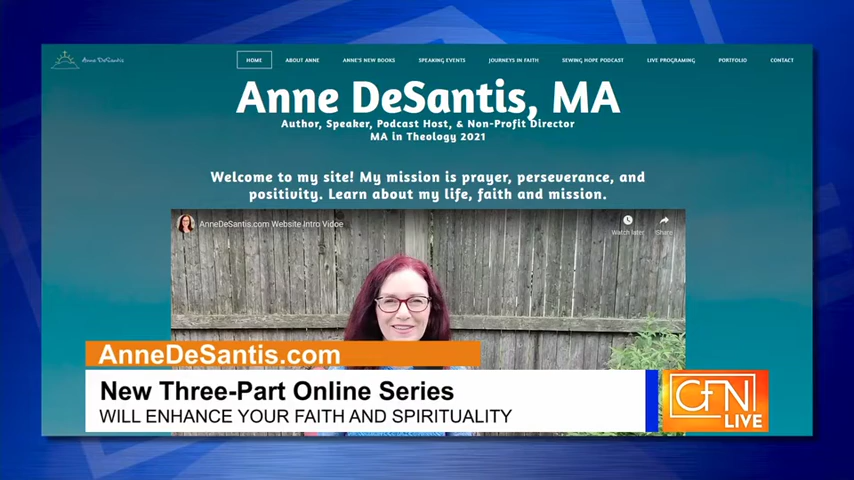 Anne DeSantis
HOME ABOUT ANNE ANNE'S NEW BOOKS SPEAKING EVENTS JOURNEYS IN FAITH SEWING HOPE PODCAST LIVE PROGRAMING PORTFOLIO CONTACT
Anne DeSantis, MA
Author, Speaker, Podcast Host, & Non-Profit Director
MA in Theology 2021
Welcome to my site! My mission is prayer, perseverance, and
positivity. Learn about my life, faith and mission.
AnneDeSantis.com Website Intro Vidoe
Watch later Share
AnneDeSantis.com
New Three-Part Online Series
WILL ENHANCE YOUR FAITH AND SPIRITUALITY
CFN
LIVE